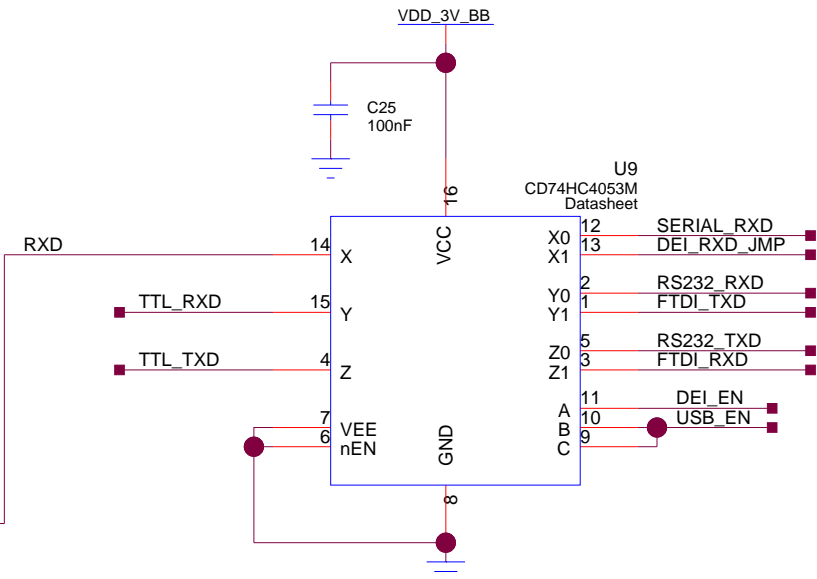 VDD_3V_BB
C25
100nF
U9
CD74HC4053M
Datasheet
16
VCC
RXD
14
X
TTL_RXD
15
Y
TTL_TXD
4
Z
7
VEE
6
nEN
GND
8
X0
12
SERIAL_RXD
X1
13
DEI_RXD_JMP
Y0
2
RS232_RXD
Y1
1
FTDI_TXD
Z0
5
RS232_TXD
Z1
3
FTDI_RXD
A
11
DEI_EN
B
10
USB_EN
C
9